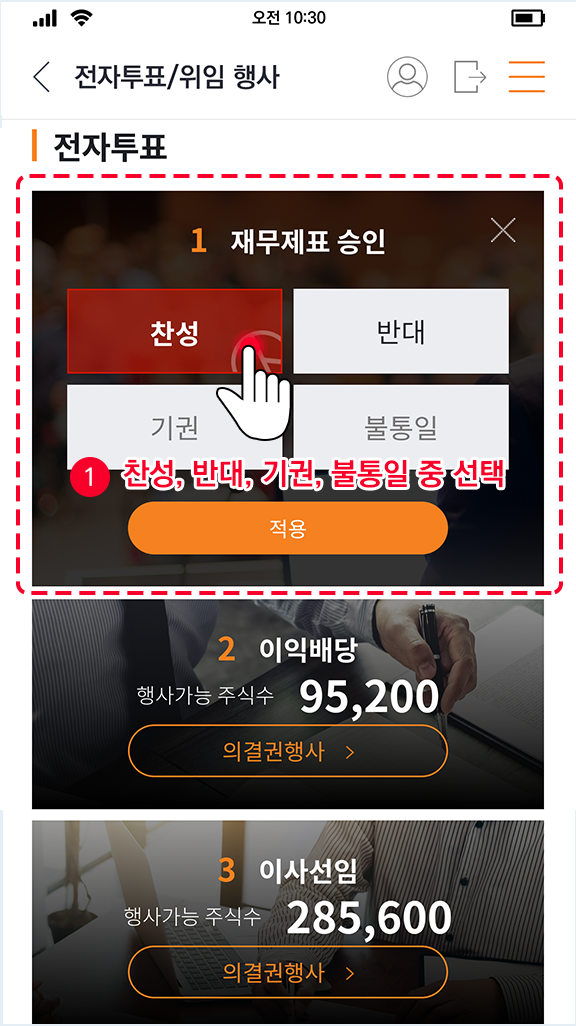 오전 10:30
전자투표/위임 행사
전자투표
1 재무제표 승인
찬성
반대
기권
불통일
1 찬성, 반대, 기권, 불통일 중 선택
적용
2 이익배당
행사가능 주식수 95,200
의결권행사 >
3 이사선임
행사가능 주식수 285,600
의결권행사 >